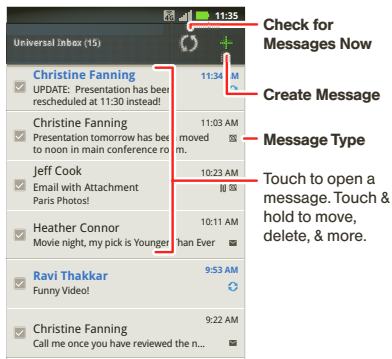 4G 11:35
Universal Inbox (15)
Check for
Messages Now
Create Message
Message Type
Touch to open a
message. Touch &
hold to move,
delete, & more.
Christine Fanning 11:34 AM
UPDATE: Presentation has been
rescheduled at 11:30 instead!
Christine Fanning 11:03 AM
Presentation tomorrow has been moved
to noon in main conference room.
Jeff Cook 10:23 AM
Email with Attachment
Paris Photos!
Heather Connor 10:11 AM
Movie night, my pick is Younger Than Ever
Ravi Thakkar 9:53 AM
Funny Video!
Christine Fanning 9:22 AM
Call me once you have reviewed the n...